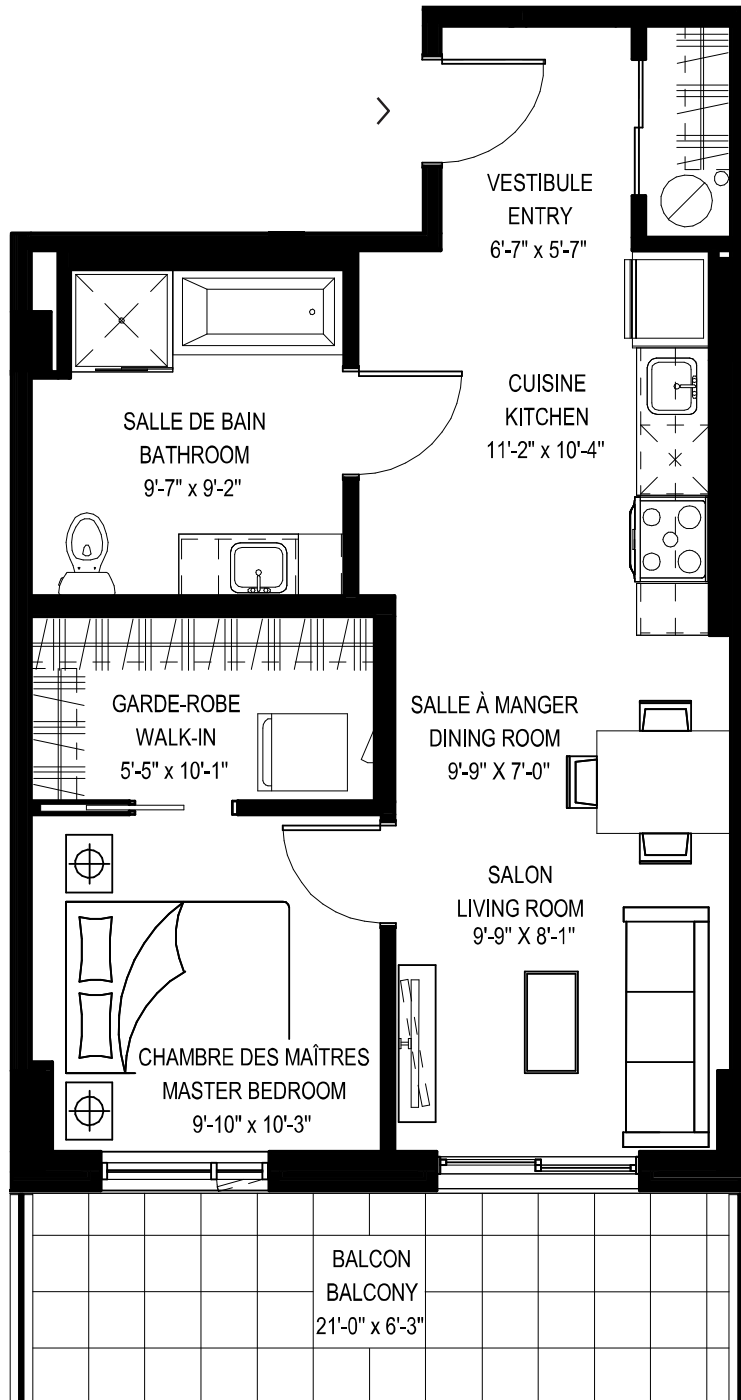 VESTIBULE
ENTRY
6'-7" x 5'-7"
CUISINE
KITCHEN
11'-2" x 10'-4"
SALLE DE BAIN
BATHROOM
9'-7" x 9'-2"
GARDE-ROBE
WALK-IN
5'-5" x 10'-1"
SALLE À MANGER
DINING ROOM
9'-9" X 7'-0"
SALON
LIVING ROOM
9'-9" X 8'-1"
CHAMBRE DES MAÎTRES
MASTER BEDROOM
9'-10" x 10'-3"
BALCON
BALCONY
21'-0" x 6'-3"